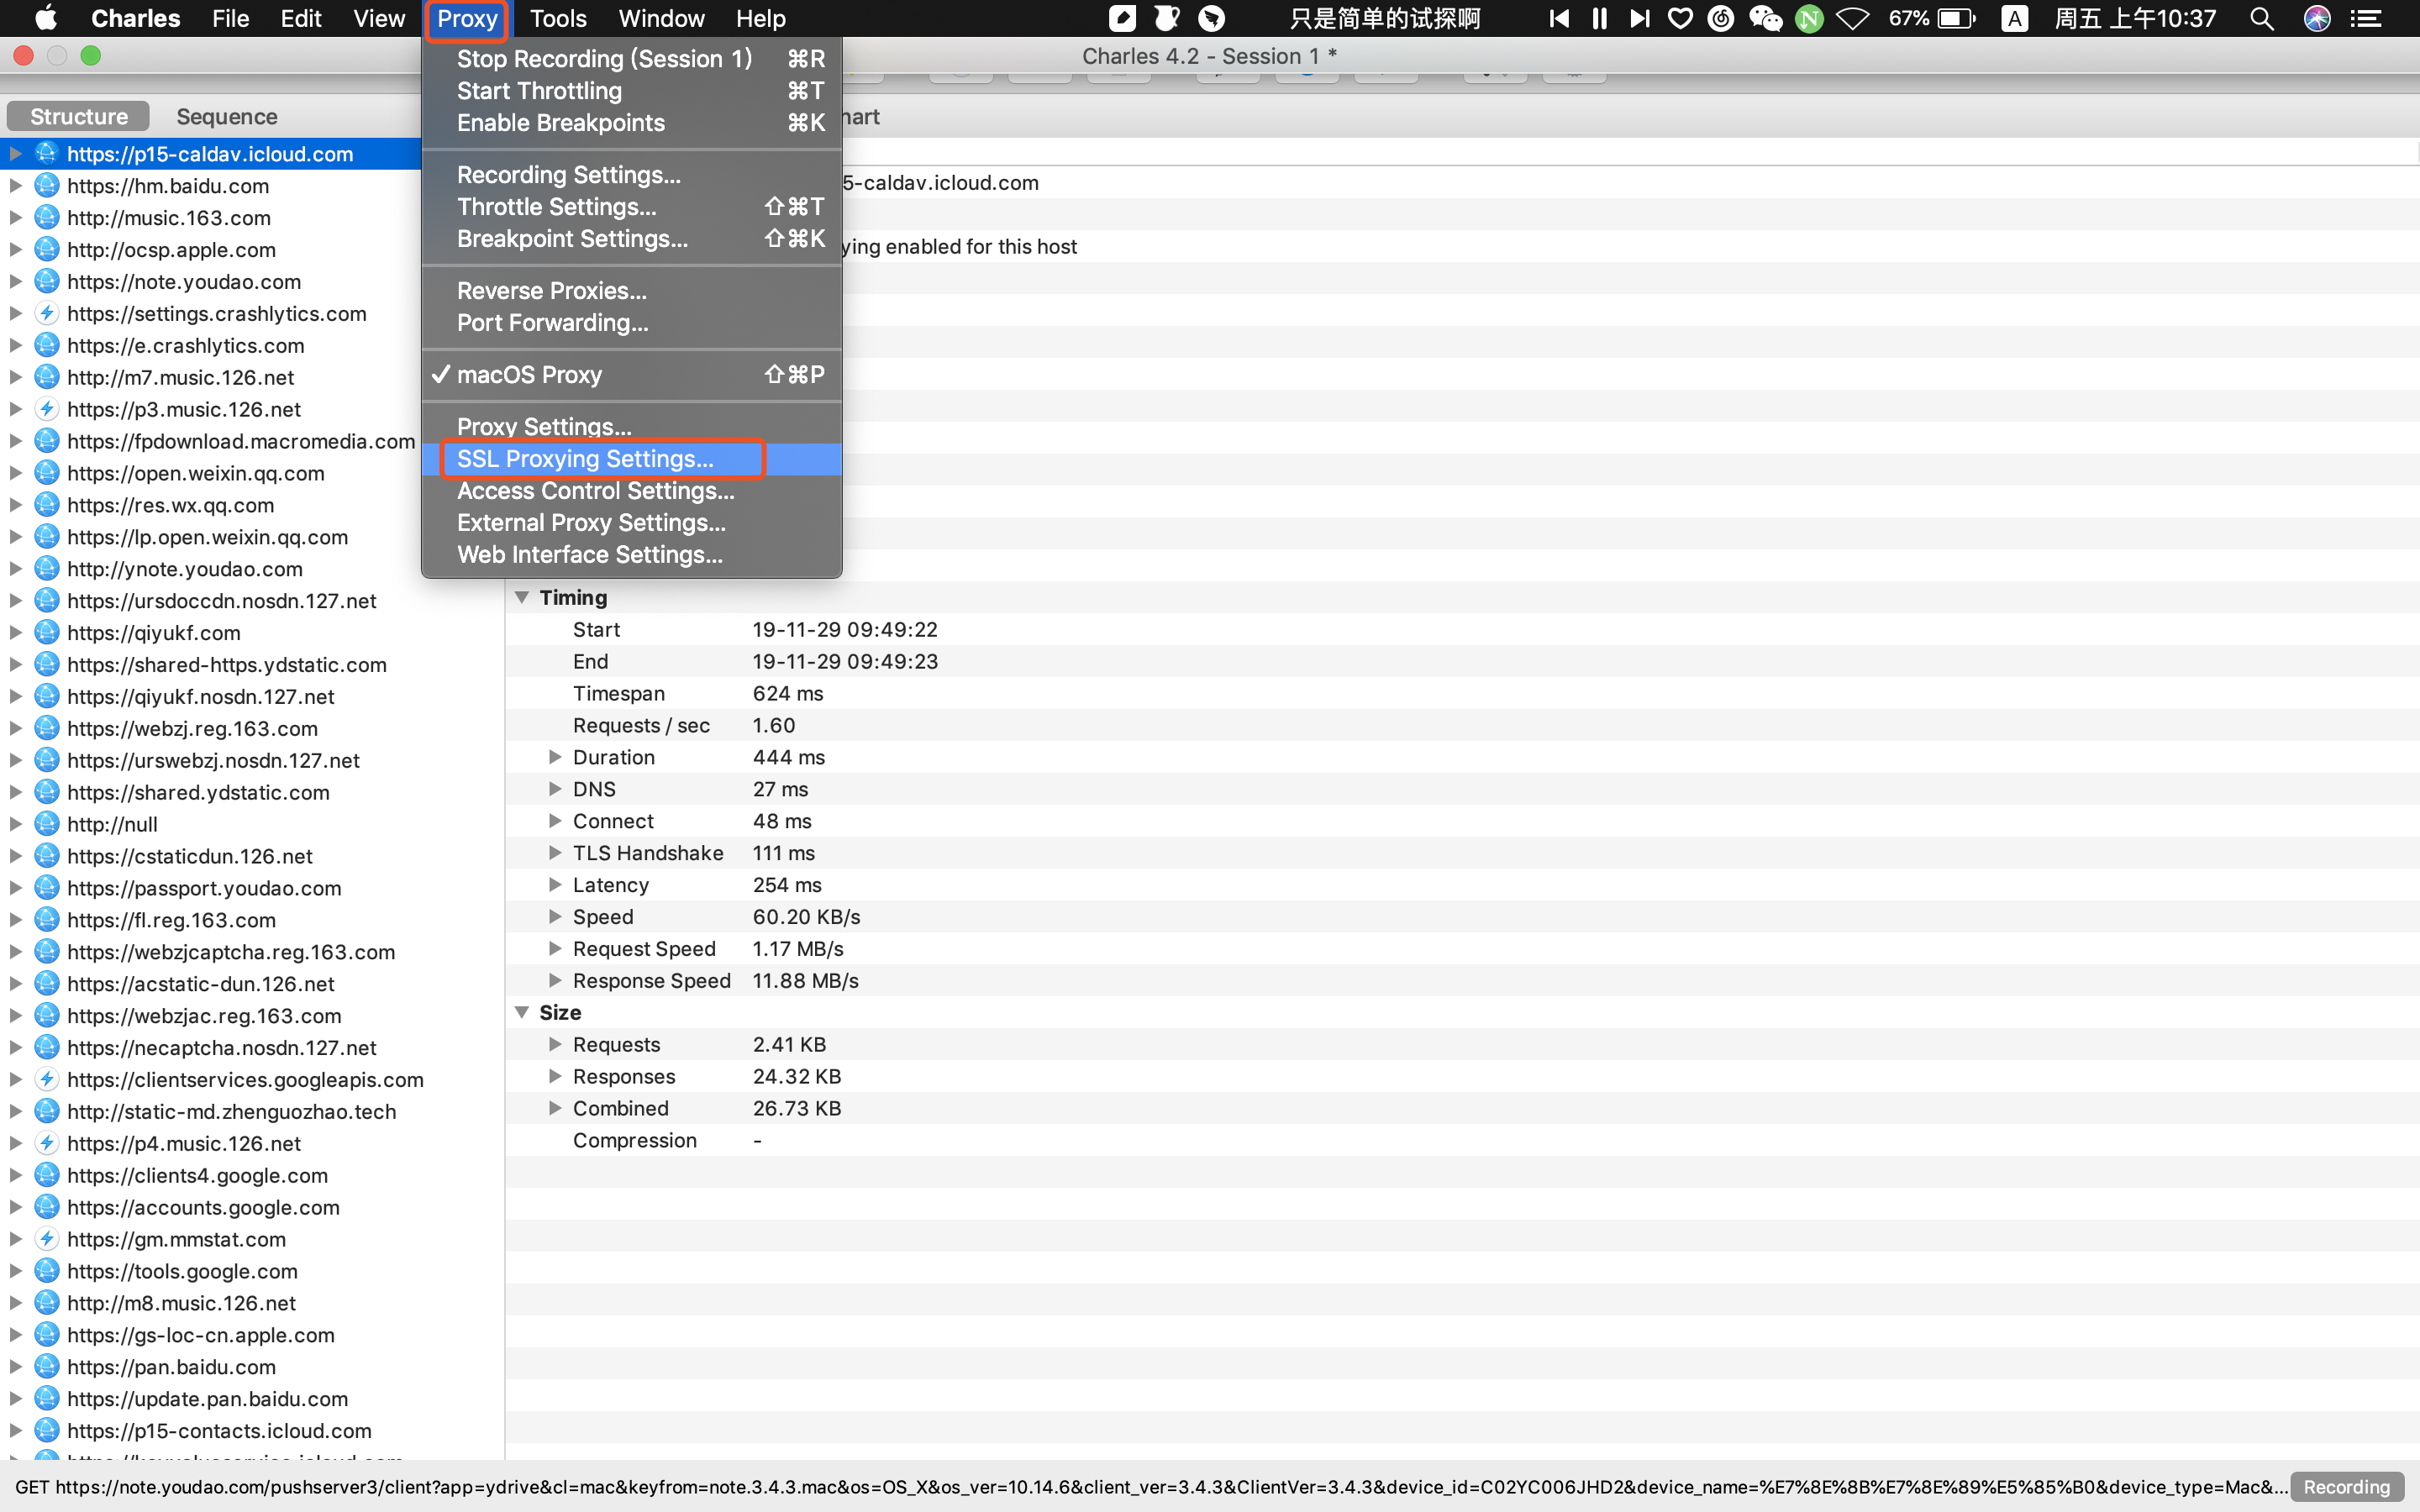 Charles File Edit View Proxy Tools Window Help 只是简单的试探啊 67% A 周五 上午10:37
Charles 4.2 - Session 1 *
Stop Recording (Session 1) ⌘R
Start Throttling ⌘T
Enable Breakpoints ⌘K
Recording Settings...
Throttle Settings... ⇧⌘T
Breakpoint Settings... ⇧⌘K
Reverse Proxies...
Port Forwarding...
✓ macOS Proxy ⇧⌘P
Proxy Settings...
SSL Proxying Settings...
Access Control Settings...
External Proxy Settings...
Web Interface Settings...
Structure Sequence
https://p15-caldav.icloud.com
https://hm.baidu.com
http://music.163.com
http://ocsp.apple.com
https://note.youdao.com
https://settings.crashlytics.com
https://e.crashlytics.com
http://m7.music.126.net
https://p3.music.126.net
https://fpdownload.macromedia.com
https://open.weixin.qq.com
https://res.wx.qq.com
https://lp.open.weixin.qq.com
http://ynote.youdao.com
https://ursdoccdn.nosdn.127.net
https://qiyukf.com
https://shared-https.ydstatic.com
https://qiyukf.nosdn.127.net
https://webzj.reg.163.com
https://urswebzj.nosdn.127.net
https://shared.ydstatic.com
http://null
https://cstaticdun.126.net
https://passport.youdao.com
https://fl.reg.163.com
https://webzjcaptcha.reg.163.com
https://acstatic-dun.126.net
https://webzjac.reg.163.com
https://necaptcha.nosdn.127.net
https://clientservices.googleapis.com
http://static-md.zhenguozhao.tech
https://p4.music.126.net
https://clients4.google.com
https://accounts.google.com
https://gm.mmstat.com
https://tools.google.com
http://m8.music.126.net
https://gs-loc-cn.apple.com
https://pan.baidu.com
https://update.pan.baidu.com
https://p15-contacts.icloud.com
hart
5-caldav.icloud.com
ying enabled for this host
Timing
Start 19-11-29 09:49:22
End 19-11-29 09:49:23
Timespan 624 ms
Requests / sec 1.60
Duration 444 ms
DNS 27 ms
Connect 48 ms
TLS Handshake 111 ms
Latency 254 ms
Speed 60.20 KB/s
Request Speed 1.17 MB/s
Response Speed 11.88 MB/s
Size
Requests 2.41 KB
Responses 24.32 KB
Combined 26.73 KB
Compression -
GET https://note.youdao.com/pushserver3/client?app=ydrive&cl=mac&keyfrom=note.3.4.3.mac&os=OS_X&os_ver=10.14.6&client_ver=3.4.3&ClientVer=3.4.3&device_id=C02YC006JHD2&device_name=%E7%8E%8B%E7%8E%89%E5%85%B0&device_type=Mac&... Recording